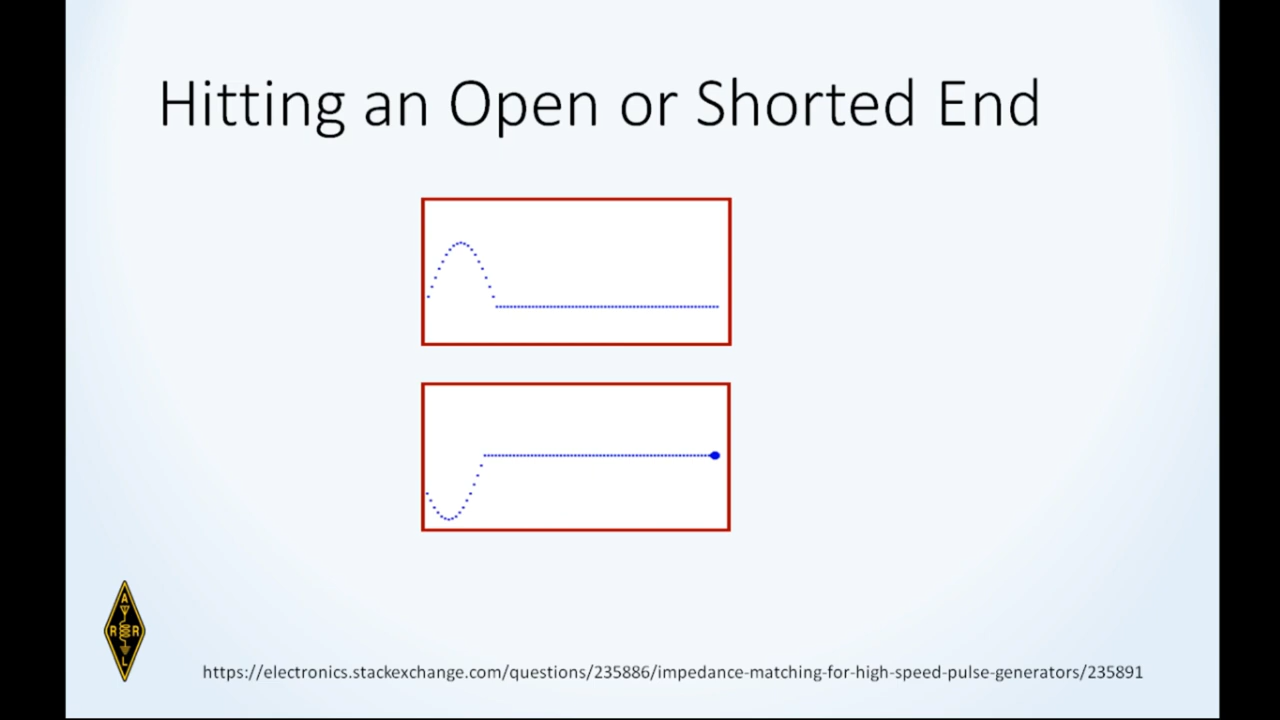 Hitting an Open or Shorted End
A
R R
L
https://electronics.stackexchange.com/questions/235886/impedance-matching-for-high-speed-pulse-generators/235891